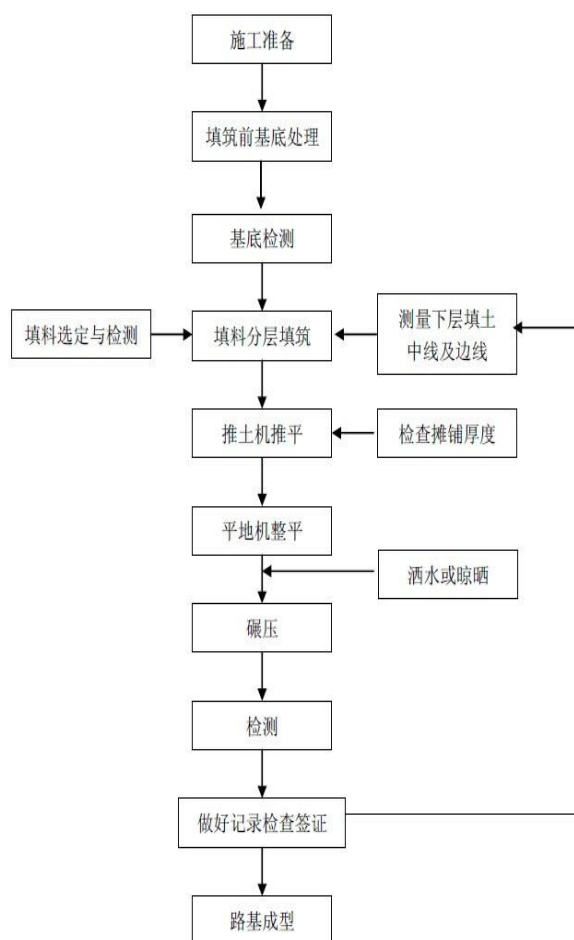 施工准备
填筑前基底处理
基底检测
填料选定与检测
填料分层填筑
测量下层填土
中线及边线
推土机推平
检查摊铺厚度
平地机整平
洒水或晾晒
碾压
检测
做好记录检查签证
路基成型